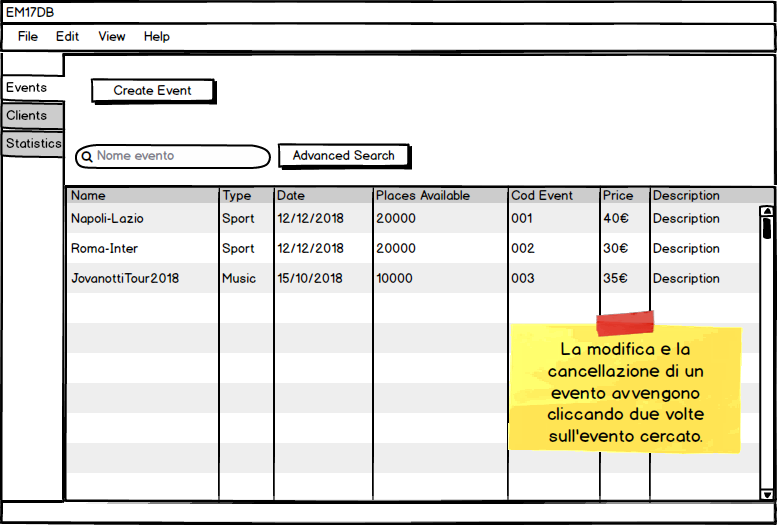 EM17DB
File Edit View Help
Events
Clients
Statistics
Create Event
Nome evento
Advanced Search
Name Type Date Places Available Cod Event Price Description
Napoli-Lazio Sport 12/12/2018 20000 001 40€ Description
Roma-Inter Sport 12/12/2018 20000 002 30€ Description
JovanottiTour2018 Music 15/10/2018 10000 003 35€ Description
La modifica e la
cancellazione di un
evento avvengono
cliccando due volte
sull'evento cercato.